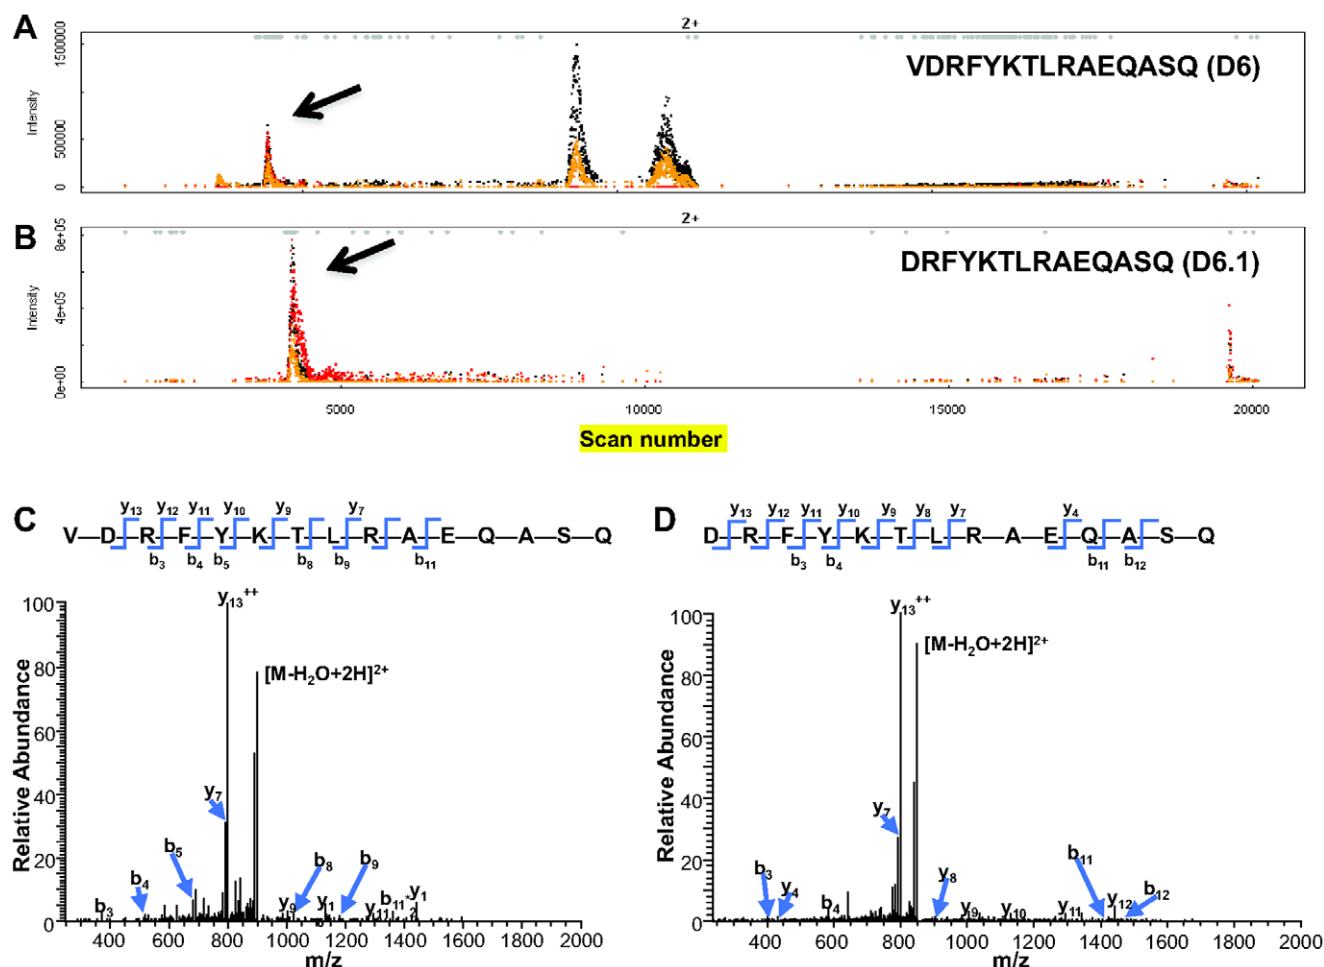 A
2+
1500000
500000
0
Intensity
VDRFYKTLRAEQASQ (D6)
B
2+
8e+05
4e+05
0e+00
Intensity
DRFYKTLRAEQASQ (D6.1)
5000 10000 15000 20000
Scan number
C
y13 y12 y11 y10 y9 y7
V—D—R—F—Y—K—T—L—R—A—E—Q—A—S—Q
b3 b4 b5 b8 b9 b11
100
80
60
40
20
0
Relative Abundance
y13++
[M-H2O+2H]2+
y7
b5
b4
b3
b8
b9
y9 y1 y1 b11 y1
2
400 600 800 1000 1200 1400 1600 1800 2000
m/z
D
y13 y12 y11 y10 y9 y8 y7 y4
D—R—F—Y—K—T—L—R—A—E—Q—A—S—Q
b3 b4 b11 b12
100
80
60
40
20
0
Relative Abundance
y13++
[M-H2O+2H]2+
y7
b3
y4
b4
y8
y9 y10 y11
b11
y12
b12
400 600 800 1000 1200 1400 1600 1800 2000
m/z